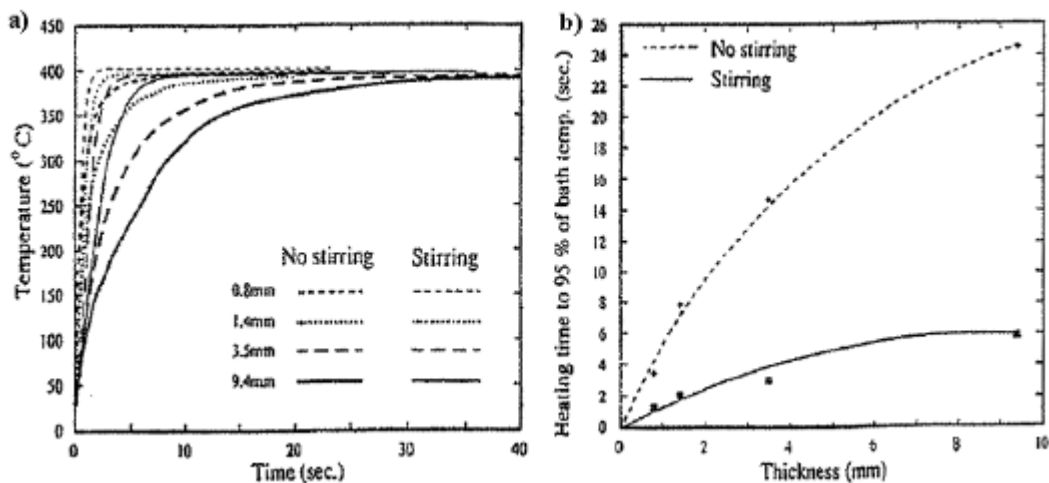 a)
450
400
350
300
250
200
150
100
50
0
Temperature (°C)
No stirring Stirring
0.8mm
1.4mm
3.5mm
9.4mm
0 10 20 30 40
Time (sec.)
b)
26
24
22
20
18
16
14
12
10
8
6
4
2
0
Heating time to 95 % of bath temp. (sec.)
No stirring
Stirring
0 2 4 6 8 10
Thickness (mm)